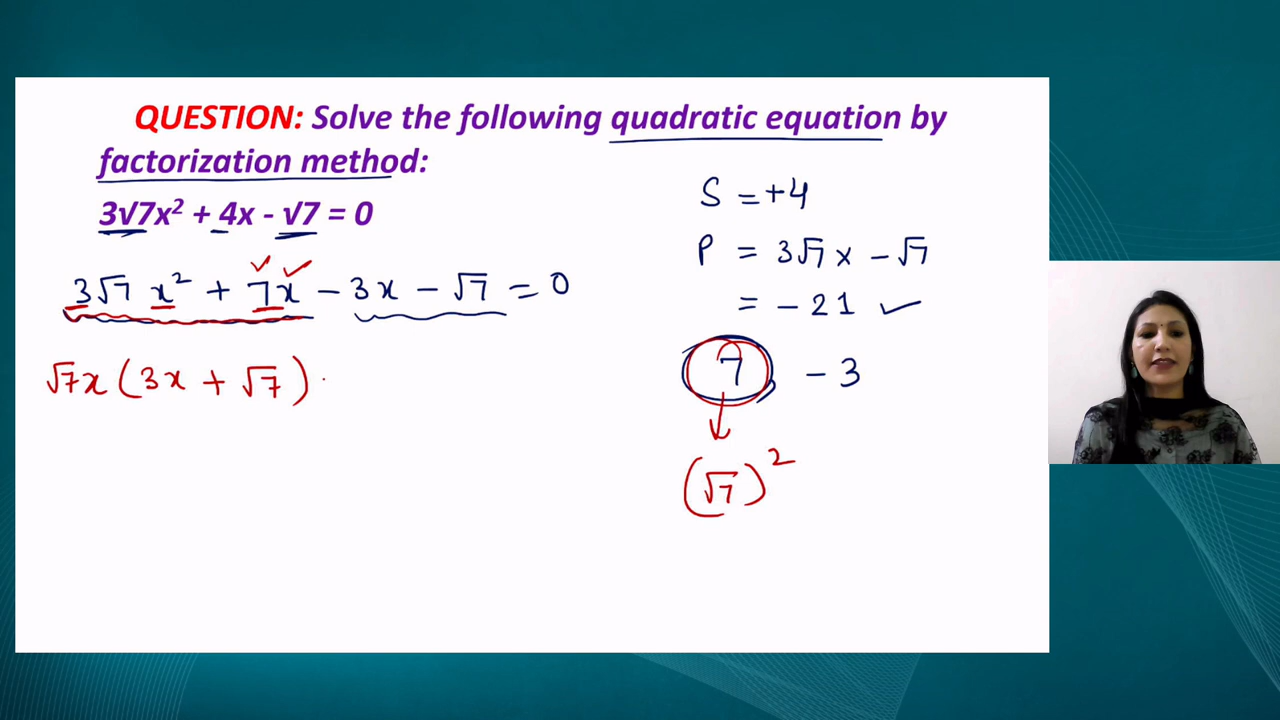 QUESTION: Solve the following quadratic equation by
factorization method:
3√7x² + 4x - √7 = 0
3√7 x² + 7x - 3x - √7 = 0
√7x (3x + √7)
S = +4
P = 3√7 x - √7
= - 21 ✓
7, - 3
(√7)²